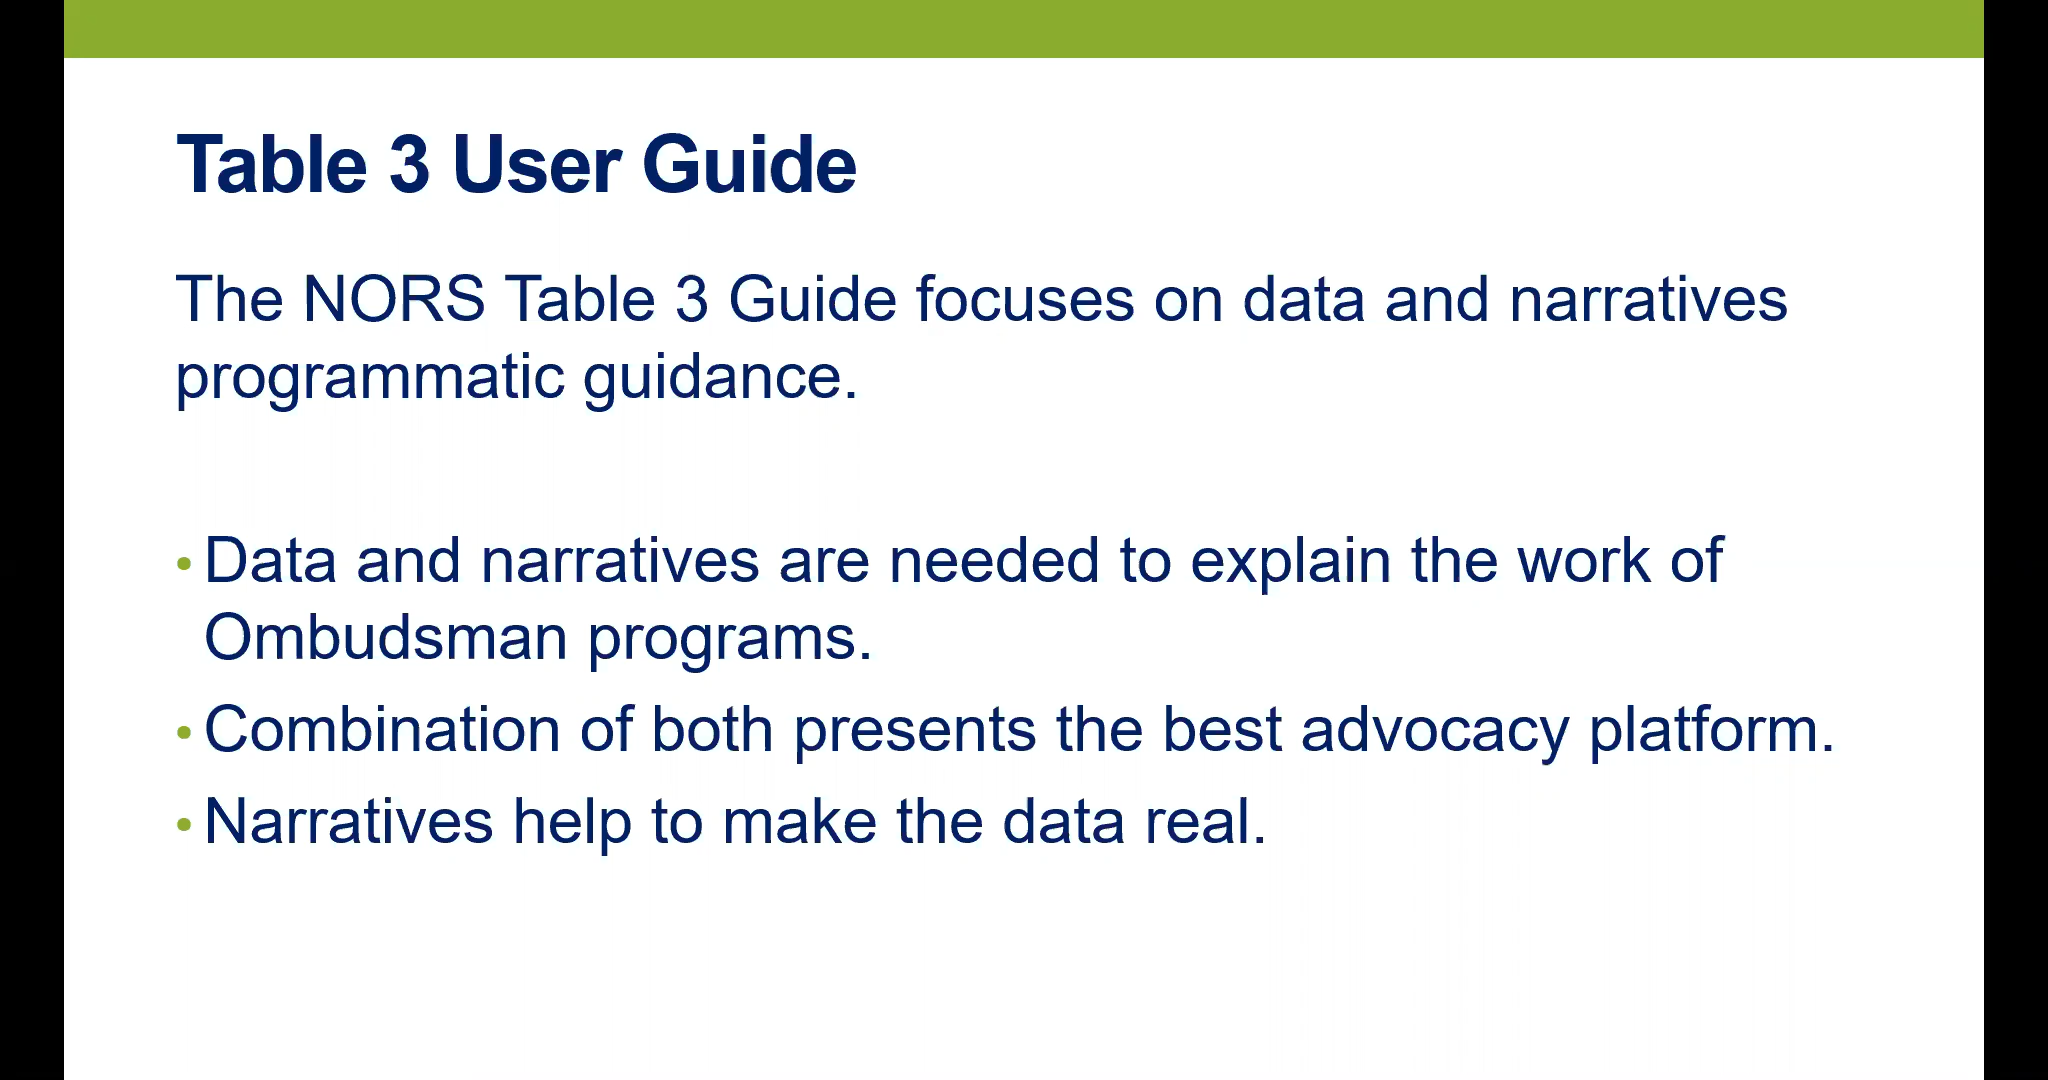 Table 3 User Guide
The NORS Table 3 Guide focuses on data and narratives
programmatic guidance.
• Data and narratives are needed to explain the work of
Ombudsman programs.
• Combination of both presents the best advocacy platform.
• Narratives help to make the data real.